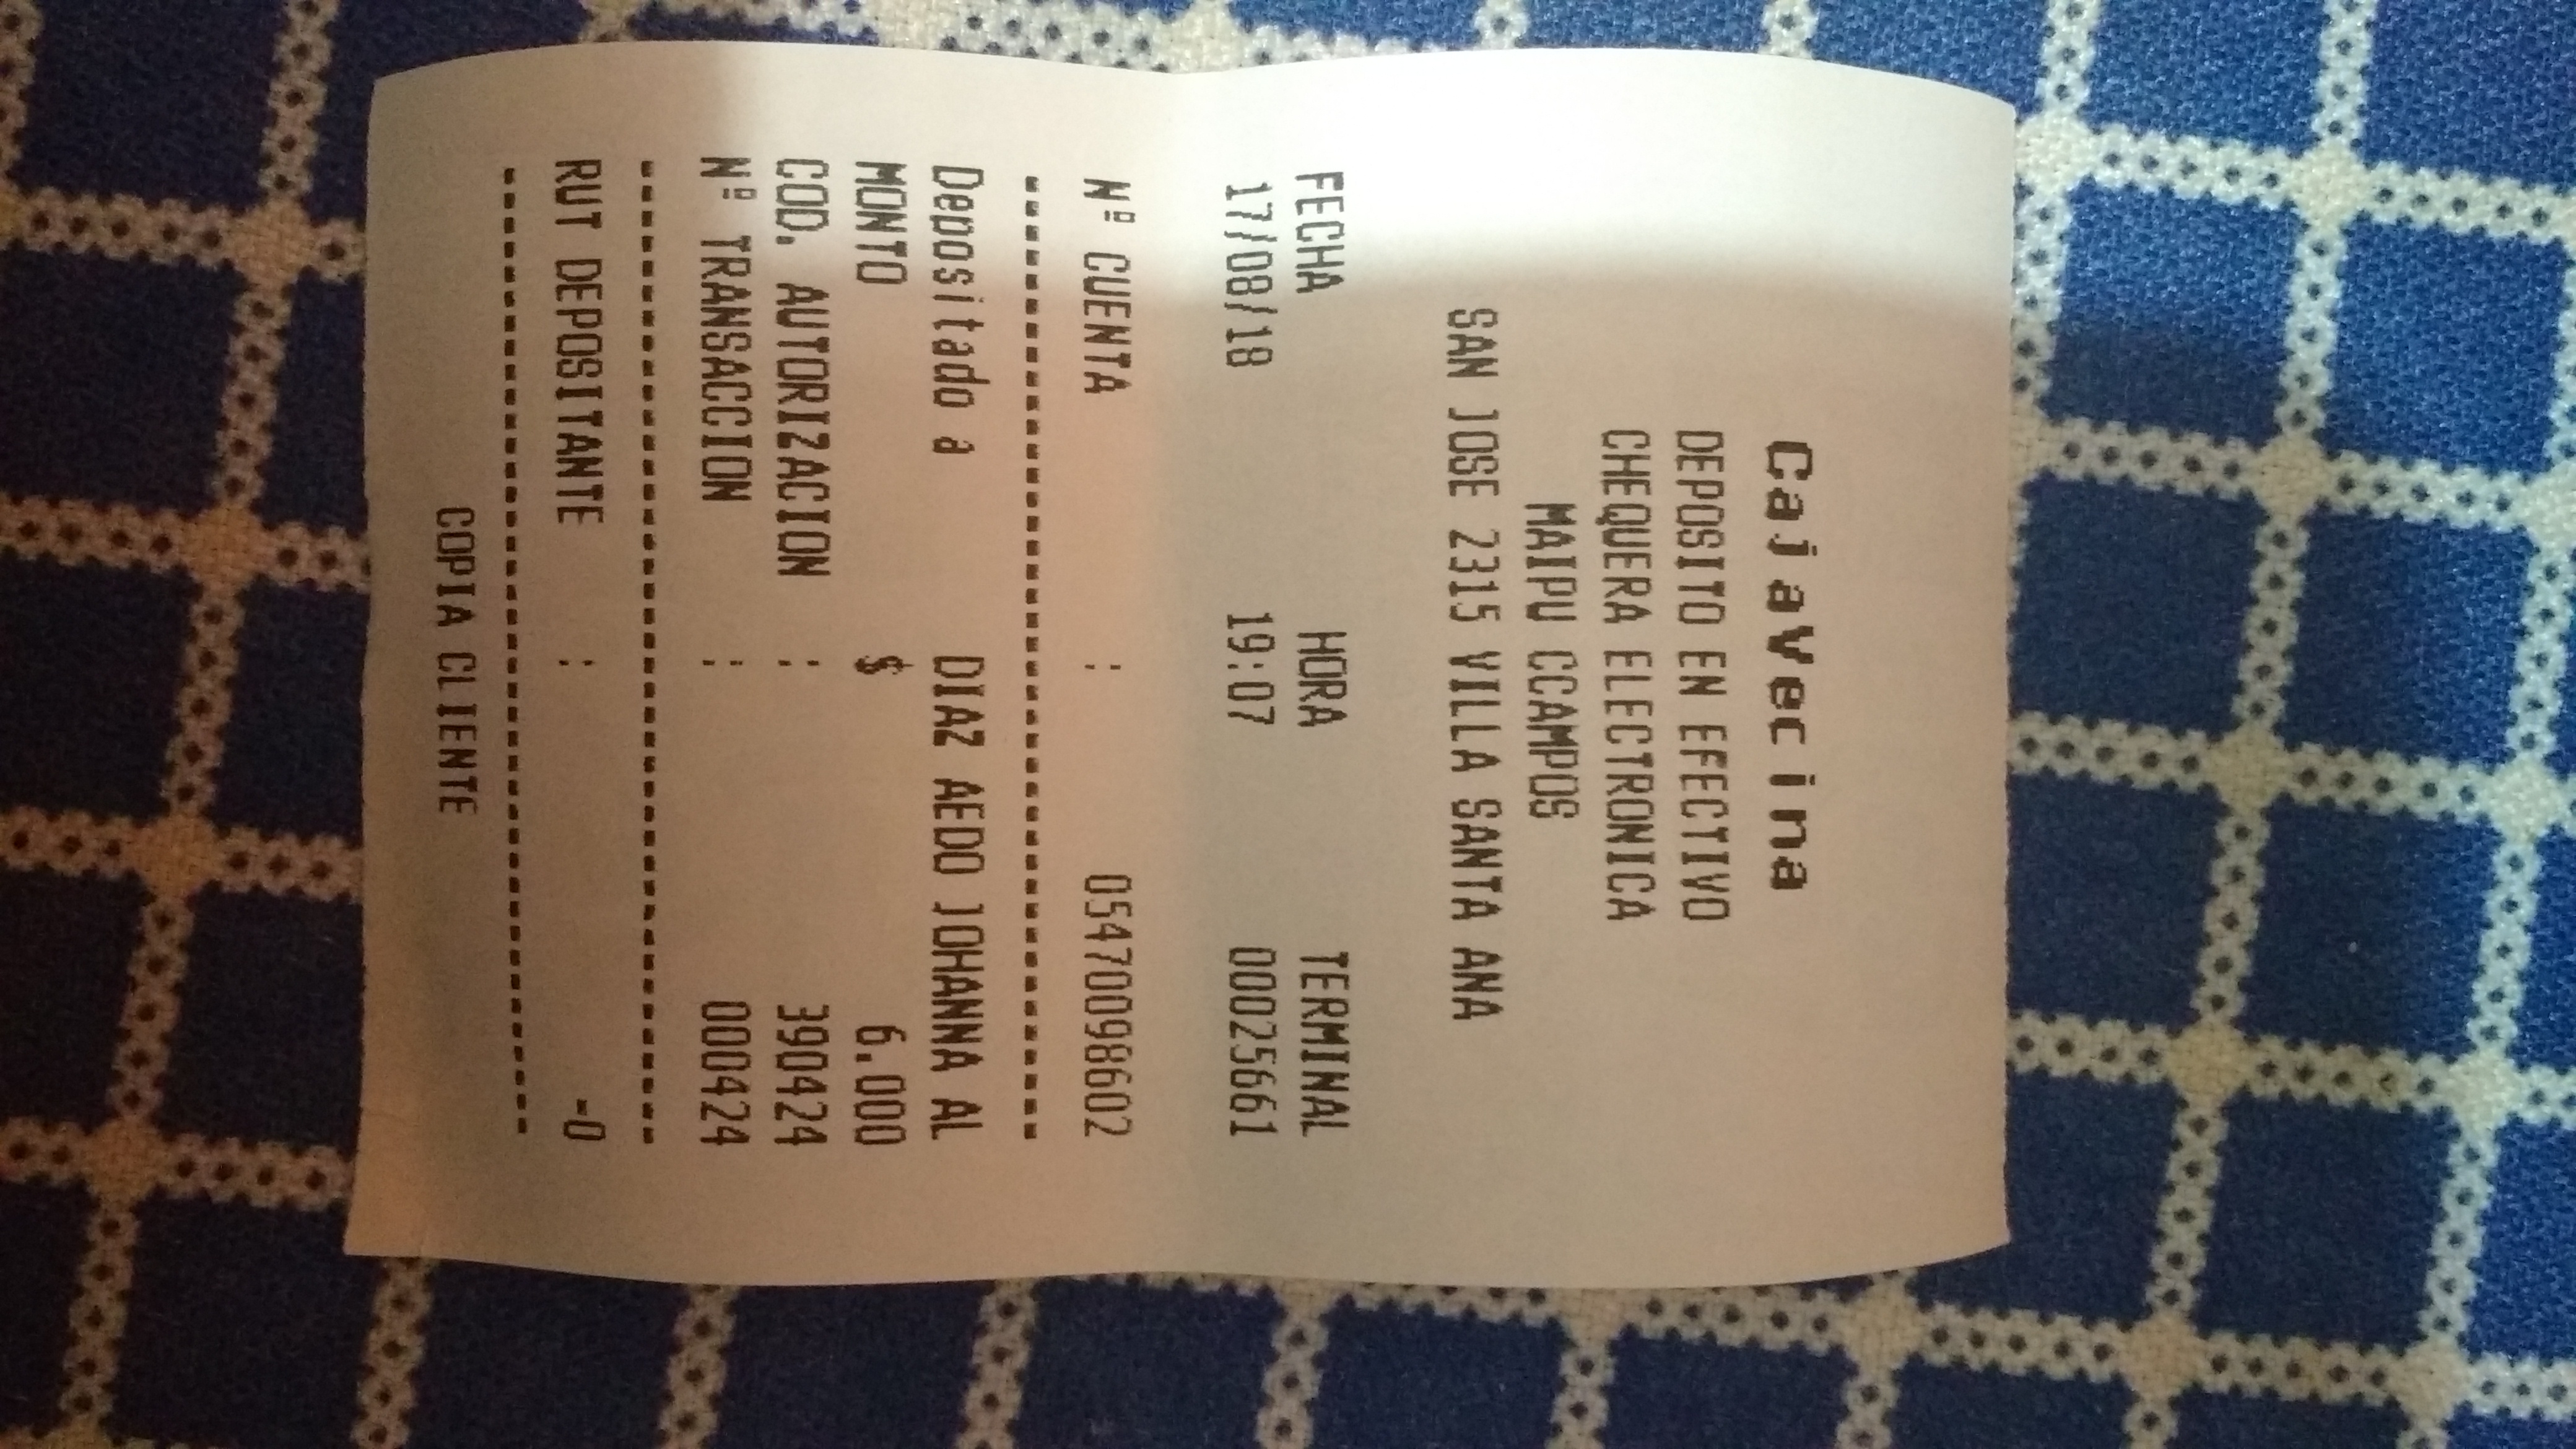 CajaVecina
DEPOSITO EN EFECTIVO
CHEQUERA ELECTRONICA
MAIPU CCAMPOS
SAN JOSE 2315 VILLA SANTA ANA
FECHA HORA TERMINAL
17/08/18 19:07 00025661
Nº CUENTA : 05470098602
----------------------------------------
Depositado a DIAZ AEDO JOHANNA AL
MONTO $ 6.000
COD. AUTORIZACION : 390424
Nº TRANSACCION : 000424
----------------------------------------
RUT DEPOSITANTE : -0
----------------------------------------
COPIA CLIENTE